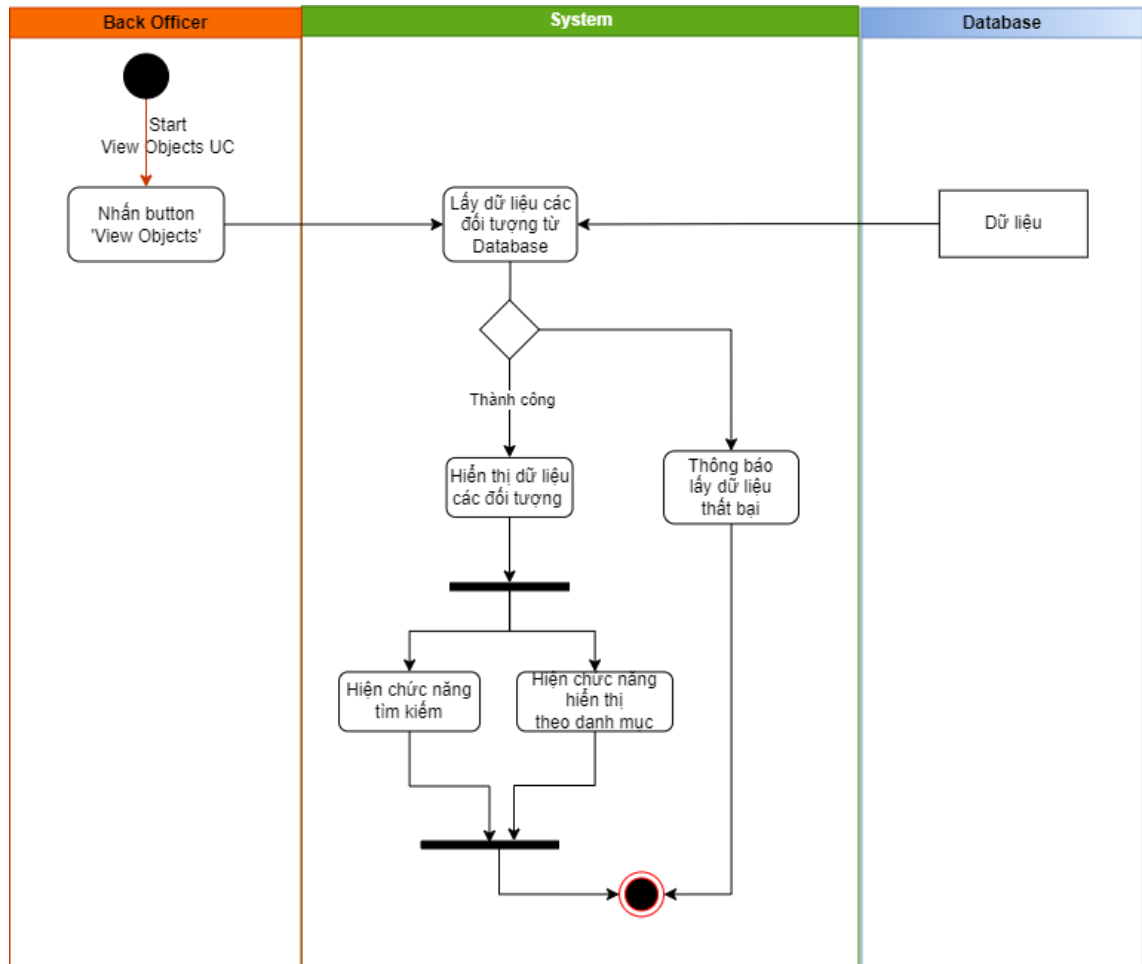 Back Officer
System
Database
Start
View Objects UC
Nhấn button
'View Objects'
Lấy dữ liệu các
đối tượng từ
Database
Dữ liệu
Thành công
Hiển thị dữ liệu
các đối tượng
Thông báo
lấy dữ liệu
thất bại
Hiện chức năng
tìm kiếm
Hiện chức năng
hiển thị
theo danh mục